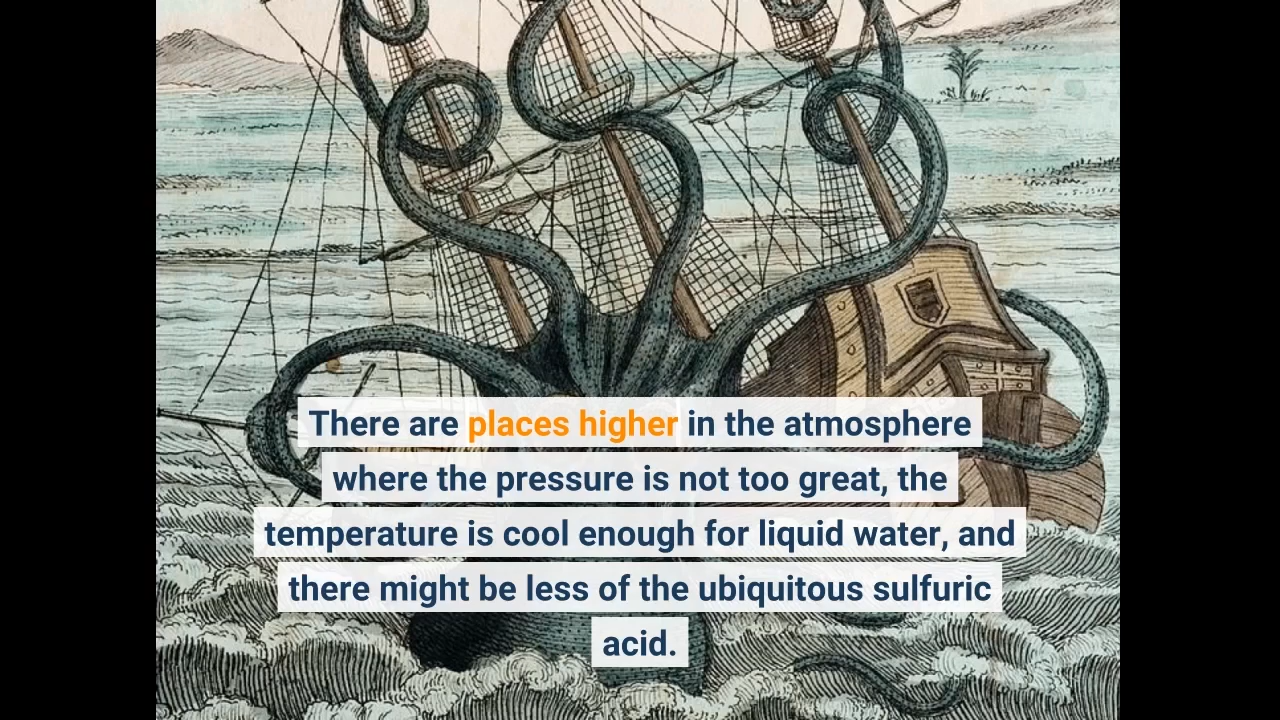 There are places higher in the atmosphere
where the pressure is not too great, the
temperature is cool enough for liquid water, and
there might be less of the ubiquitous sulfuric
acid.